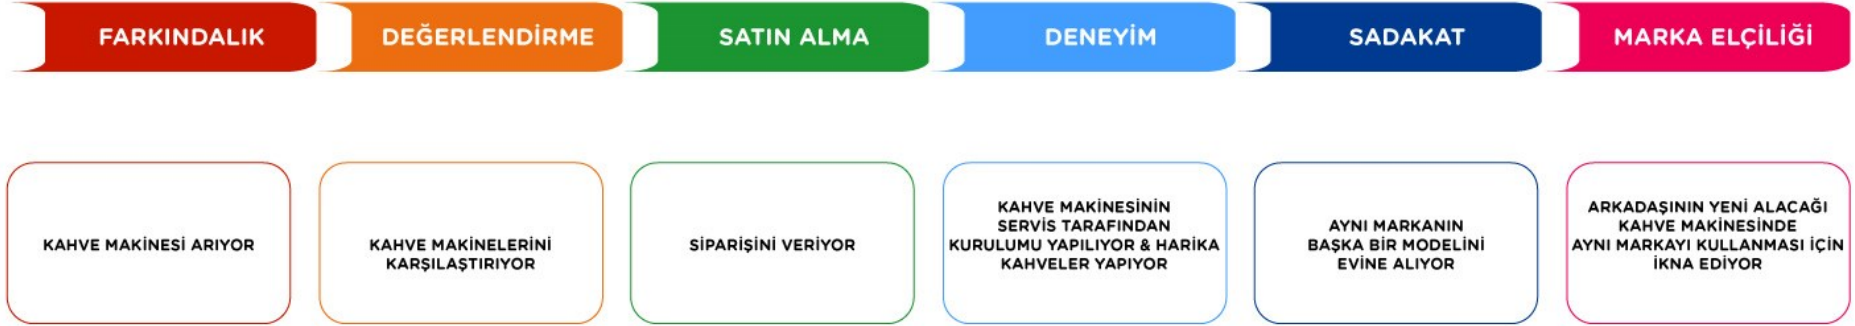 FARKINDALIK
DEĞERLENDİRME
SATIN ALMA
DENEYİM
SADAKAT
MARKA ELÇİLİĞİ
KAHVE MAKİNESİ ARIYOR
KAHVE MAKİNELERİNİ
KARŞILAŞTIRIYOR
SİPARİŞİNİ VERİYOR
KAHVE MAKİNESİNİN
SERVİS TARAFINDAN
KURULUMU YAPILIYOR & HARİKA
KAHVELER YAPIYOR
AYNI MARKANIN
BAŞKA BİR MODELİNİ
EVİNE ALIYOR
ARKADAŞININ YENİ ALACAĞI
KAHVE MAKİNESİNDE
AYNI MARKAYI KULLANMASI İÇİN
İKNA EDİYOR